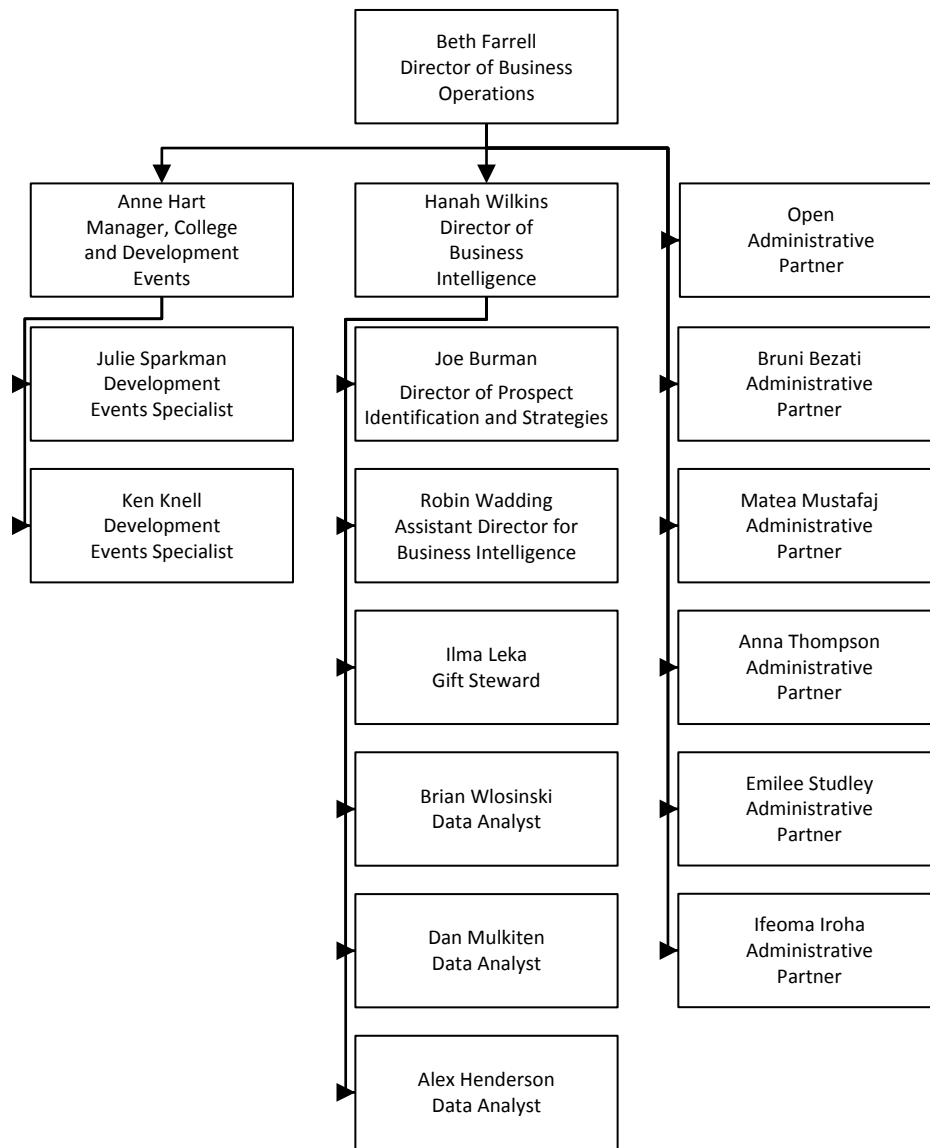 Beth Farrell
Director of Business
Operations
Anne Hart
Manager, College
and Development
Events
Hanah Wilkins
Director of
Business
Intelligence
Open
Administrative
Partner
Julie Sparkman
Development
Events Specialist
Joe Burman
Director of Prospect
Identification and Strategies
Bruni Bezati
Administrative
Partner
Ken Knell
Development
Events Specialist
Robin Wadding
Assistant Director for
Business Intelligence
Matea Mustafaj
Administrative
Partner
Ilma Leka
Gift Steward
Anna Thompson
Administrative
Partner
Brian Wlosinski
Data Analyst
Emilee Studley
Administrative
Partner
Dan Mulkiten
Data Analyst
Ifeoma Iroha
Administrative
Partner
Alex Henderson
Data Analyst